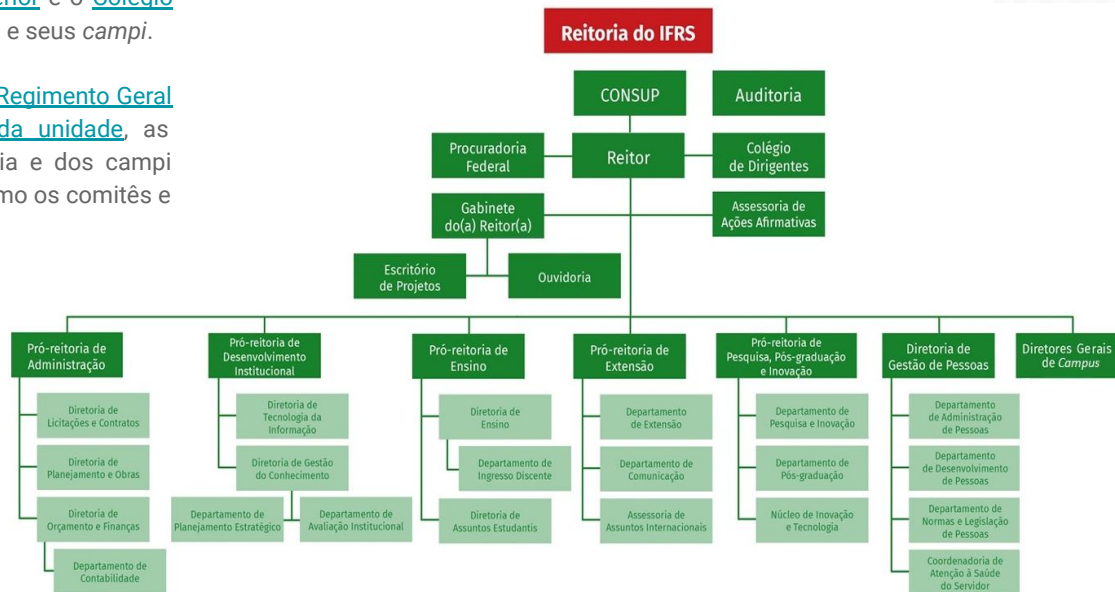 erior e o Colégio
e seus campi.
Regimento Geral
da unidade, as
ia e dos campi
mo os comitês e
Reitoria do IFRS
CONSUP
Auditoria
Procuradoria
Federal
Reitor
Colégio
de Dirigentes
Gabinete
do(a) Reitor(a)
Assessoria de
Ações Afirmativas
Escritório
de Projetos
Ouvidoria
Pró-reitoria de
Administração
Diretoria de
Licitações e Contratos
Diretoria de
Planejamento e Obras
Diretoria de
Orçamento e Finanças
Departamento de
Contabilidade
Pró-reitoria de
Desenvolvimento
Institucional
Diretoria de
Tecnologia da
Informação
Diretoria de Gestão
do Conhecimento
Departamento de
Planejamento Estratégico
Departamento de
Avaliação Institucional
Pró-reitoria de
Ensino
Diretoria de
Ensino
Departamento de
Ingresso Discente
Diretoria de
Assuntos Estudantis
Pró-reitoria de
Extensão
Departamento
de Extensão
Departamento de
Comunicação
Assessoria de
Assuntos Internacionais
Pró-reitoria de
Pesquisa, Pós-graduação
e Inovação
Departamento de
Pesquisa e Inovação
Departamento de
Pós-graduação
Núcleo de Inovação
e Tecnologia
Diretoria de
Gestão de Pessoas
Departamento
de Administração
de Pessoas
Departamento
de Desenvolvimento
de Pessoas
Departamento de
Normas e Legislação
de Pessoas
Coordenadoria de
Atenção à Saúde
do Servidor
Diretores Gerais
de Campus